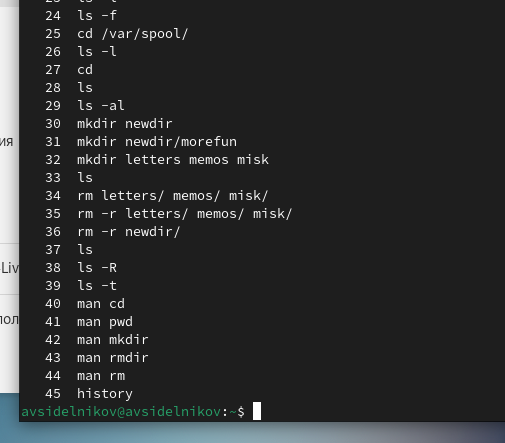 24 ls -f
25 cd /var/spool/
26 ls -l
27 cd
28 ls
29 ls -al
30 mkdir newdir
31 mkdir newdir/morefun
32 mkdir letters memos misk
33 ls
34 rm letters/ memos/ misk/
35 rm -r letters/ memos/ misk/
36 rm -r newdir/
37 ls
38 ls -R
39 ls -t
40 man cd
41 man pwd
42 man mkdir
43 man rmdir
44 man rm
45 history
avsidelnikov@avsidelnikov:~$
ия
Liv
пол